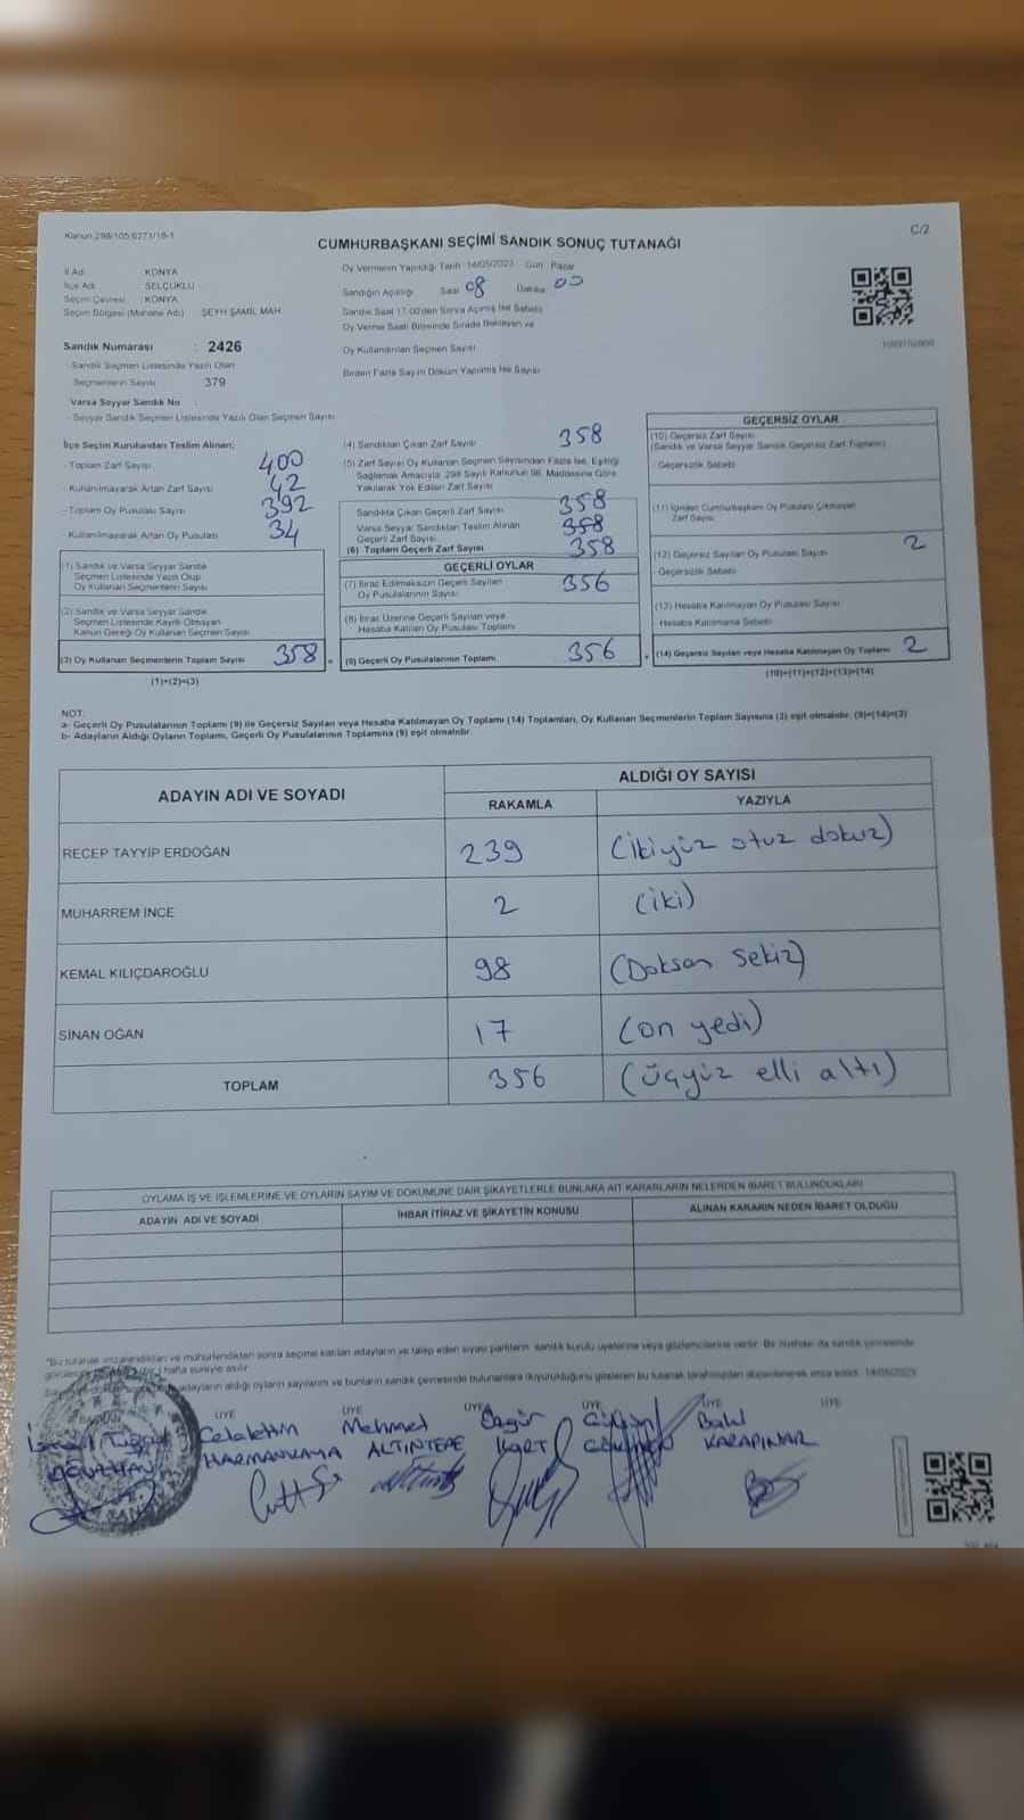 Kanun 298/105,6271/18-1
C/2
CUMHURBAŞKANI SEÇİMİ SANDIK SONUÇ TUTANAĞI
İl Adı KONYA
İlçe Adı SELÇUKLU
Seçim Çevresi KONYA
Seçim Bölgesi (Mahalle Adı) ŞEYH ŞAMİL MAH
Oy Vermenin Yapıldığı Tarih 14/05/2023 Gün Pazar
Sandığın Açıldığı Saat 08 Dakika 00
Sandık Saat 17.00'den Sonra Açılmış İse Sebebi
Oy Verme Saati Bitiminde Sırada Bekleyen ve
Oy Kullandırılan Seçmen Sayısı
Birden Fazla Sayım Döküm Yapılmış İse Sayısı
Sandık Numarası : 2426
Sandık Seçmen Listesinde Yazılı Olan
Seçmenlerin Sayısı 379
Varsa Seyyar Sandık No
- Seyyar Sandık Seçmen Listesinde Yazılı Olan Seçmen Sayısı
İlçe Seçim Kurulundan Teslim Alınan;
- Toplam Zarf Sayısı 400
- Kullanılmayarak Artan Zarf Sayısı 42
- Toplam Oy Pusulası Sayısı 392
- Kullanılmayarak Artan Oy Pusulası 34
(1) Sandık ve Varsa Seyyar Sandık
Seçmen Listesinde Yazılı Olup
Oy Kullanan Seçmenlerin Sayısı
(2) Sandık ve Varsa Seyyar Sandık
Seçmen Listesinde Kayıtlı Olmayan
Kanun Gereği Oy Kullanan Seçmen Sayısı
(3) Oy Kullanan Seçmenlerin Toplam Sayısı 358
(1)+(2)=(3)
(4) Sandıktan Çıkan Zarf Sayısı 358
(5) Zarf Sayısı Oy Kullanan Seçmen Sayısından Fazla İse, Eşitliği
Sağlamak Amacıyla 298 Sayılı Kanunun 98. Maddesine Göre
Yakılarak Yok Edilen Zarf Sayısı
Sandıkta Çıkan Geçerli Zarf Sayısı 358
Varsa Seyyar Sandıktan Teslim Alınan
Geçerli Zarf Sayısı 358
(6) Toplam Geçerli Zarf Sayısı 358
GEÇERLİ OYLAR
(7) İtiraz Edilmeksizin Geçerli Sayılan
Oy Pusulalarının Sayısı 356
(8) İtiraz Üzerine Geçerli Sayılan veya
Hesaba Katılan Oy Pusulası Toplamı
(9) Geçerli Oy Pusulalarının Toplamı 356
GEÇERSİZ OYLAR
(10) Geçersiz Zarf Sayısı
(Sandık ve Varsa Seyyar Sandık Geçersiz Zarf Toplamı)
- Geçersizlik Sebebi
(11) İçinden Cumhurbaşkanı Oy Pusulası Çıkmayan
Zarf Sayısı
(12) Geçersiz Sayılan Oy Pusulası Sayısı 2
- Geçersizlik Sebebi
(13) Hesaba Katılmayan Oy Pusulası Sayısı
- Hesaba Katılmama Sebebi
(14) Geçersiz Sayılan veya Hesaba Katılmayan Oy Toplamı 2
(10)+(11)+(12)+(13)=(14)
NOT:
a- Geçerli Oy Pusulalarının Toplamı (9) ile Geçersiz Sayılan veya Hesaba Katılmayan Oy Toplamı (14) Toplamları, Oy Kullanan Seçmenlerin Toplam Sayısına (3) eşit olmalıdır. (9)+(14)=(3)
b- Adayların Aldığı Oyların Toplamı, Geçerli Oy Pusulalarının Toplamına (9) eşit olmalıdır.
ADAYIN ADI VE SOYADI
ALDIĞI OY SAYISI
RAKAMLA YAZIYLA
RECEP TAYYİP ERDOĞAN 239 (ikiyüz otuz dokuz)
MUHARREM İNCE 2 (iki)
KEMAL KILIÇDAROĞLU 98 (Doksan sekiz)
SİNAN OĞAN 17 (on yedi)
TOPLAM 356 (üçyüz elli altı)
OYLAMA İŞ VE İŞLEMLERİNE VE OYLARIN SAYIM VE DÖKÜMÜNE DAİR ŞİKAYETLERLE BUNLARA AİT KARARLARIN NELERDEN İBARET BULUNDUKLARI
ADAYIN ADI VE SOYADI İHBAR İTİRAZ VE ŞİKAYETİN KONUSU ALINAN KARARIN NEDEN İBARET OLDUĞU
ÜYE ÜYE ÜYE ÜYE ÜYE ÜYE
Celalettin Mehmet Özgür Bahri
HARMANKAYA ALTINTEPE KURT KARAPINAR
OĞUZHAN